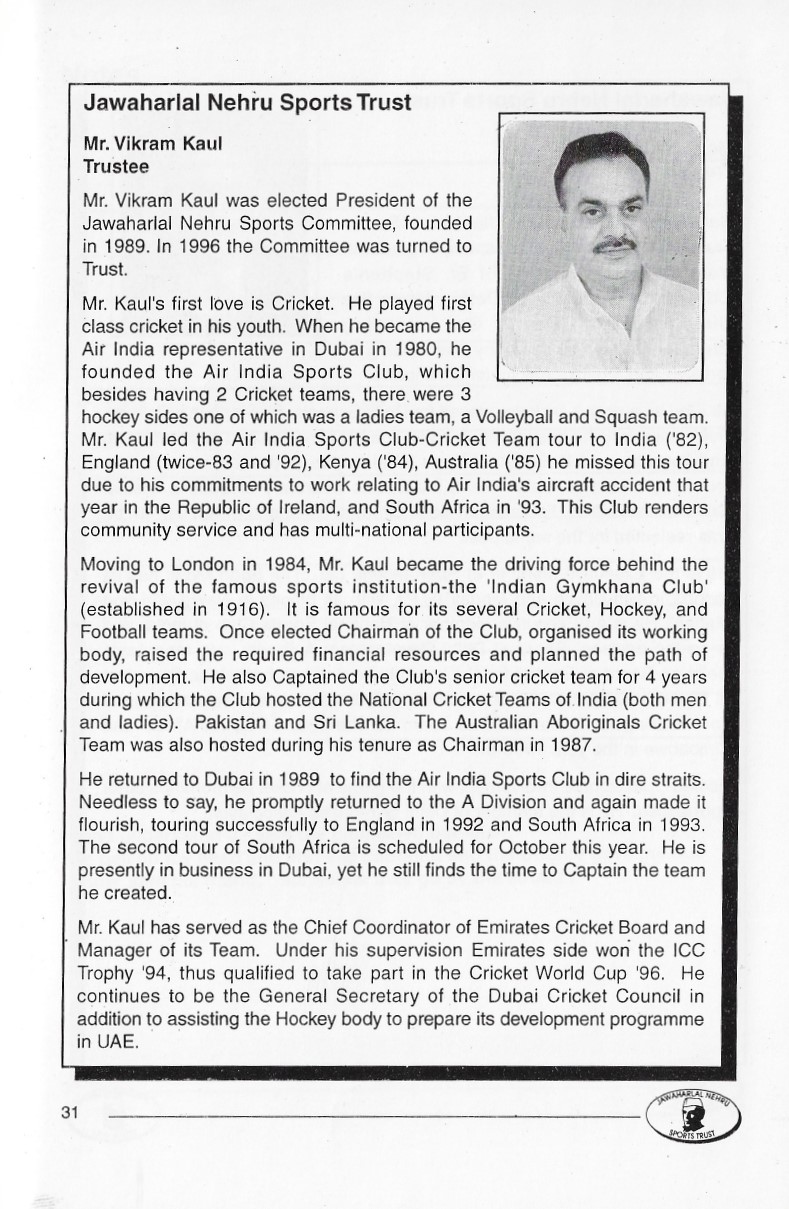 Jawaharlal Nehru Sports Trust
Mr. Vikram Kaul
Trustee
Mr. Vikram Kaul was elected President of the
Jawaharlal Nehru Sports Committee, founded
in 1989. In 1996 the Committee was turned to
Trust.
Mr. Kaul's first love is Cricket. He played first
class cricket in his youth. When he became the
Air India representative in Dubai in 1980, he
founded the Air India Sports Club, which
besides having 2 Cricket teams, there were 3
hockey sides one of which was a ladies team, a Volleyball and Squash team.
Mr. Kaul led the Air India Sports Club-Cricket Team tour to India ('82),
England (twice-83 and '92), Kenya ('84), Australia ('85) he missed this tour
due to his commitments to work relating to Air India's aircraft accident that
year in the Republic of Ireland, and South Africa in '93. This Club renders
community service and has multi-national participants.
Moving to London in 1984, Mr. Kaul became the driving force behind the
revival of the famous sports institution-the 'Indian Gymkhana Club'
(established in 1916). It is famous for its several Cricket, Hockey, and
Football teams. Once elected Chairman of the Club, organised its working
body, raised the required financial resources and planned the path of
development. He also Captained the Club's senior cricket team for 4 years
during which the Club hosted the National Cricket Teams of India (both men
and ladies). Pakistan and Sri Lanka. The Australian Aboriginals Cricket
Team was also hosted during his tenure as Chairman in 1987.
He returned to Dubai in 1989 to find the Air India Sports Club in dire straits.
Needless to say, he promptly returned to the A Division and again made it
flourish, touring successfully to England in 1992 and South Africa in 1993.
The second tour of South Africa is scheduled for October this year. He is
presently in business in Dubai, yet he still finds the time to Captain the team
he created.
Mr. Kaul has served as the Chief Coordinator of Emirates Cricket Board and
Manager of its Team. Under his supervision Emirates side won the ICC
Trophy '94, thus qualified to take part in the Cricket World Cup '96. He
continues to be the General Secretary of the Dubai Cricket Council in
addition to assisting the Hockey body to prepare its development programme
in UAE.
31
JAWAHARLAL NEHRU
SPORTS TRUST